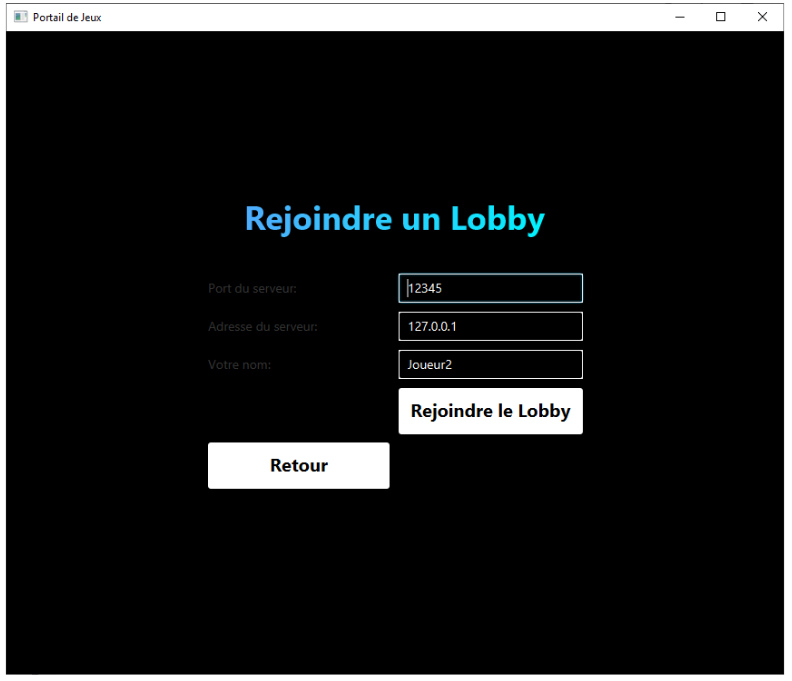 Portail de Jeux
Rejoindre un Lobby
Port du serveur: 12345
Adresse du serveur: 127.0.0.1
Votre nom: Joueur2
Rejoindre le Lobby
Retour